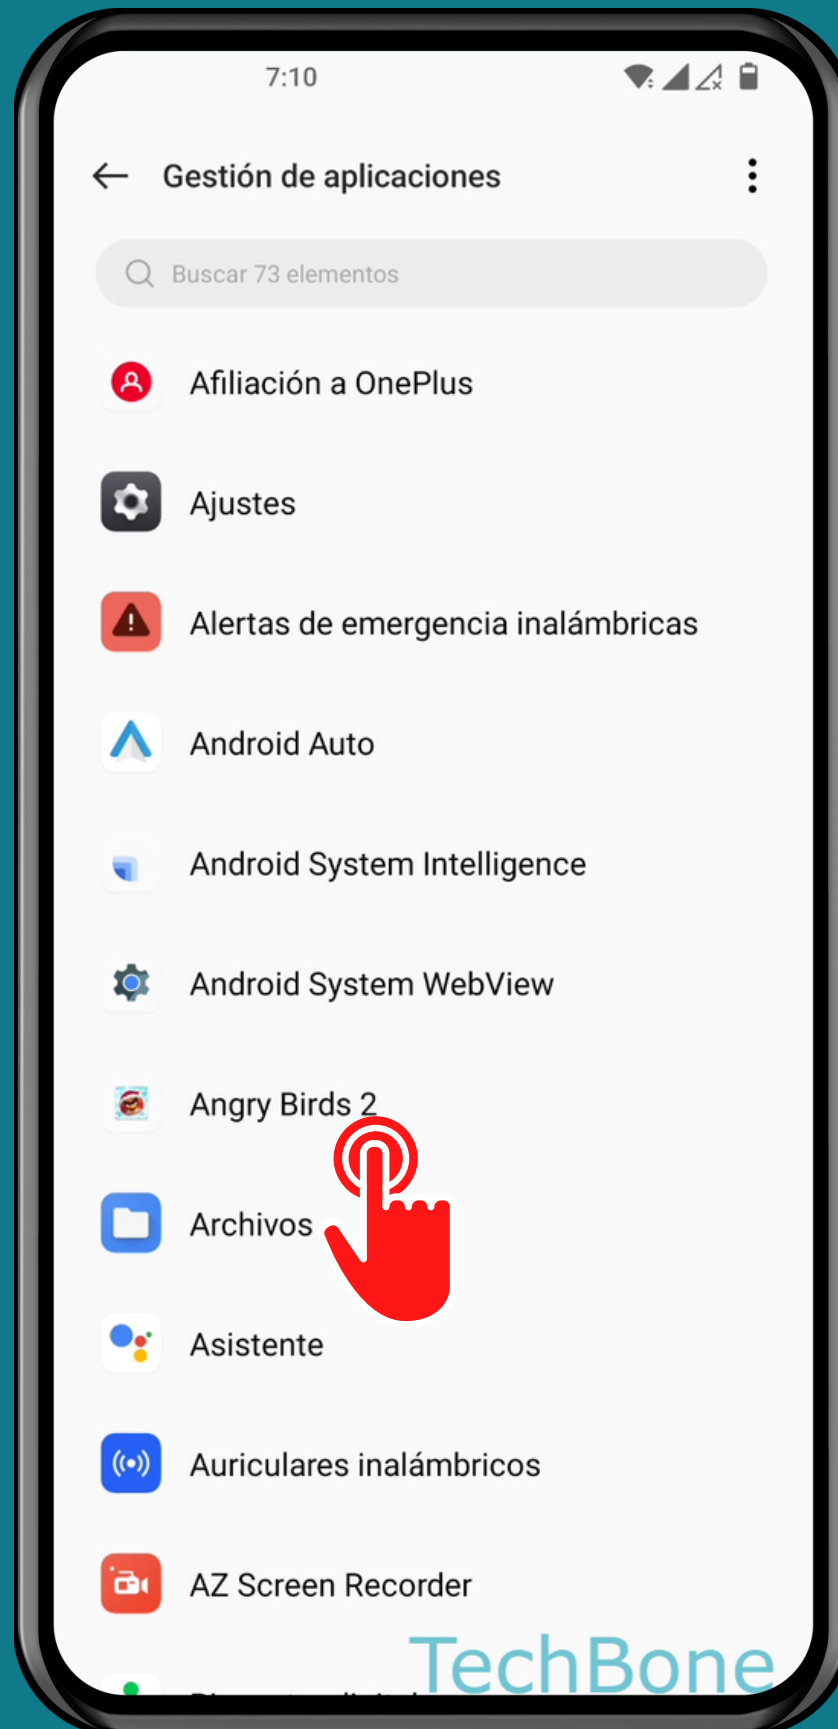 7:10
Gestión de aplicaciones
Buscar 73 elementos
Afiliación a OnePlus
Ajustes
Alertas de emergencia inalámbricas
Android Auto
Android System Intelligence
Android System WebView
Angry Birds 2
Archivos
Asistente
Auriculares inalámbricos
AZ Screen Recorder
TechBone